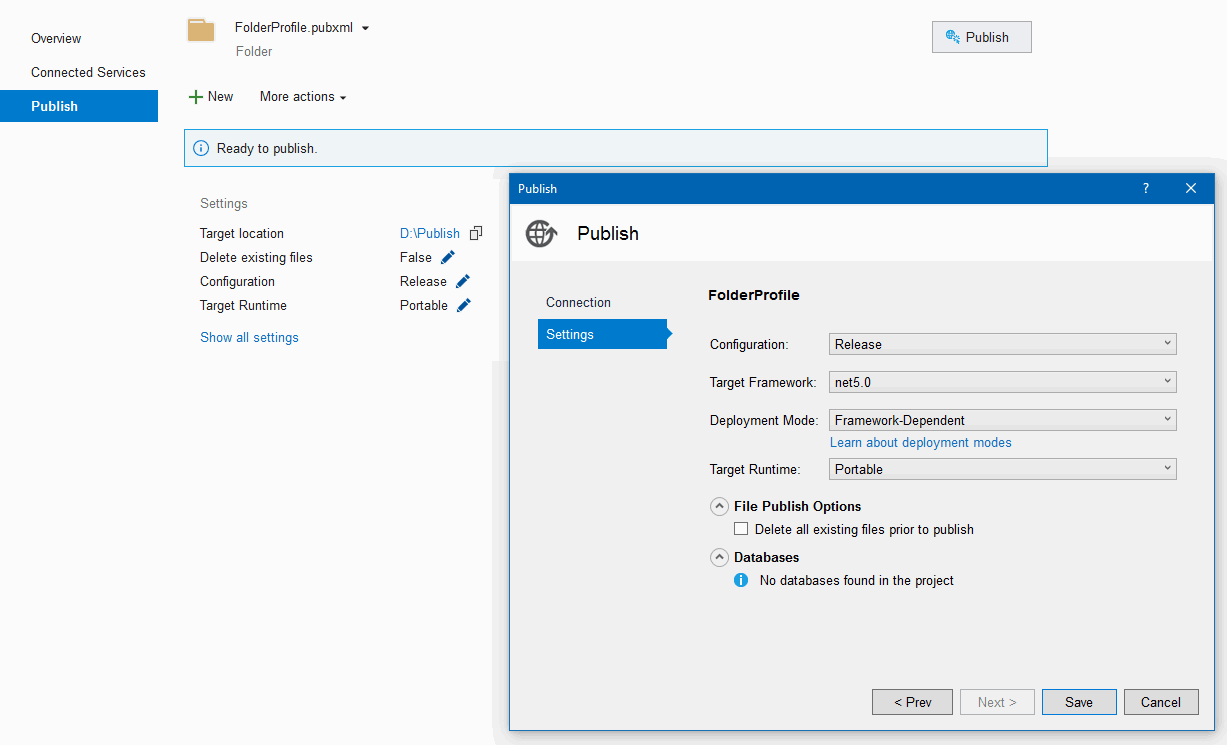 Overview
Connected Services
Publish
FolderProfile.pubxml
Folder
Publish
New
More actions
Ready to publish.
Settings
Target location D:\Publish
Delete existing files False
Configuration Release
Target Runtime Portable
Show all settings
Publish ?
Publish
Connection
Settings
FolderProfile
Configuration: Release
Target Framework: net5.0
Deployment Mode: Framework-Dependent
Learn about deployment modes
Target Runtime: Portable
File Publish Options
Delete all existing files prior to publish
Databases
No databases found in the project
< Prev Next > Save Cancel